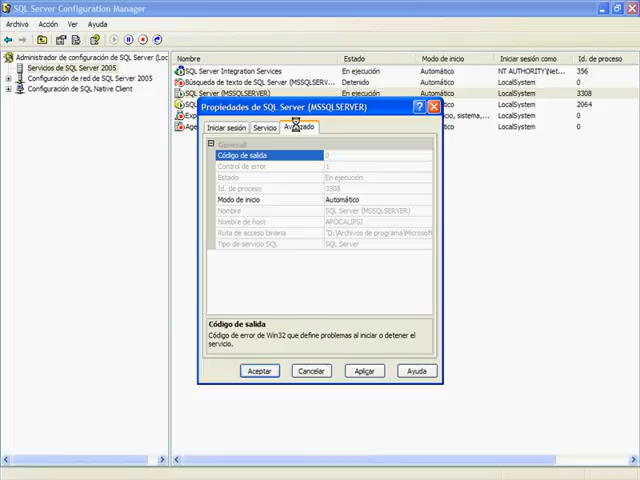 SQL Server Configuration Manager
Archivo Acción Ver Ayuda
Administrador de configuración de SQL Server (Loc
Servicios de SQL Server 2005
Configuración de red de SQL Server 2005
Configuración de SQL Native Client
Nombre Estado Modo de inicio Iniciar sesión como Id. de proceso
SQL Server Integration Services En ejecución Automático NT AUTHORITY\Net... 356
Búsqueda de texto de SQL Server (MSSQLSERV... Detenido Automático LocalSystem 0
SQL Server (MSSQLSERVER) En ejecución Automático LocalSystem 3308
LocalSystem 2064
cio, sistema, ... 0
Age LocalSystem 0
Propiedades de SQL Server (MSSQLSERVER)
Iniciar sesión Servicio Avanzado
General
Código de salida 0
Control de error 1
Estado En ejecución
Id. de proceso 3308
Modo de inicio Automático
Nombre SQL Server (MSSQLSERVER)
Nombre de host APOCALIPSI
Ruta de acceso binaria "D:\Archivos de programa\Microsoft
Tipo de servicio SQL SQL Server
Código de salida
Código de error de Win32 que define problemas al iniciar o detener el
servicio.
Aceptar Cancelar Aplicar Ayuda